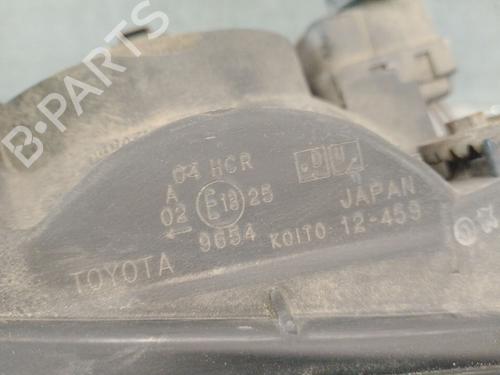 B-PARTS
04 HCR
A
02 E13 25
9654 KOITO 12-459
JAPAN
TOYOTA